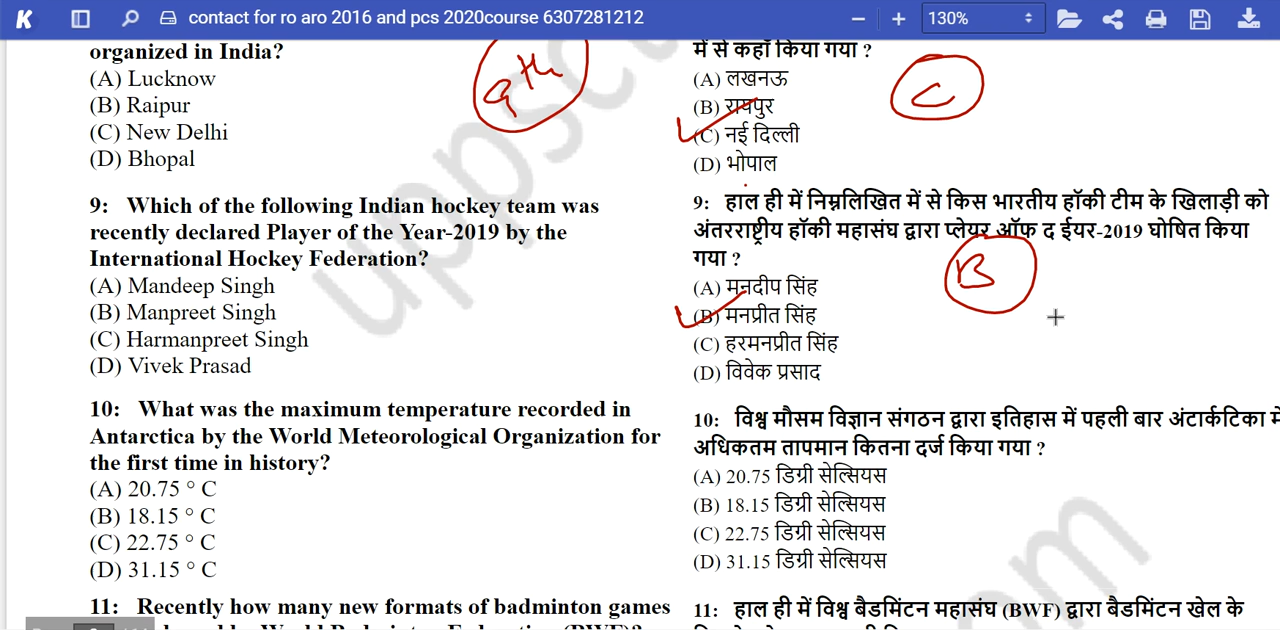 contact for ro aro 2016 and pcs 2020course 6307281212
130%
organized in India?
(A) Lucknow
(B) Raipur
(C) New Delhi
(D) Bhopal
9th
9: Which of the following Indian hockey team was
recently declared Player of the Year-2019 by the
International Hockey Federation?
(A) Mandeep Singh
(B) Manpreet Singh
(C) Harmanpreet Singh
(D) Vivek Prasad
10: What was the maximum temperature recorded in
Antarctica by the World Meteorological Organization for
the first time in history?
(A) 20.75 ° C
(B) 18.15 ° C
(C) 22.75 ° C
(D) 31.15 ° C
11: Recently how many new formats of badminton games
में से कहाँ किया गया ?
(A) लखनऊ
(B) रायपुर
(C) नई दिल्ली
(D) भोपाल
C
9: हाल ही में निम्नलिखित में से किस भारतीय हॉकी टीम के खिलाड़ी को
अंतरराष्ट्रीय हॉकी महासंघ द्वारा प्लेयर ऑफ द ईयर-2019 घोषित किया
गया ?
(A) मनदीप सिंह
(B) मनप्रीत सिंह
(C) हरमनप्रीत सिंह
(D) विवेक प्रसाद
B
10: विश्व मौसम विज्ञान संगठन द्वारा इतिहास में पहली बार अंटार्कटिका में
अधिकतम तापमान कितना दर्ज किया गया ?
(A) 20.75 डिग्री सेल्सियस
(B) 18.15 डिग्री सेल्सियस
(C) 22.75 डिग्री सेल्सियस
(D) 31.15 डिग्री सेल्सियस
11: हाल ही में विश्व बैडमिंटन महासंघ (BWF) द्वारा बैडमिंटन खेल के